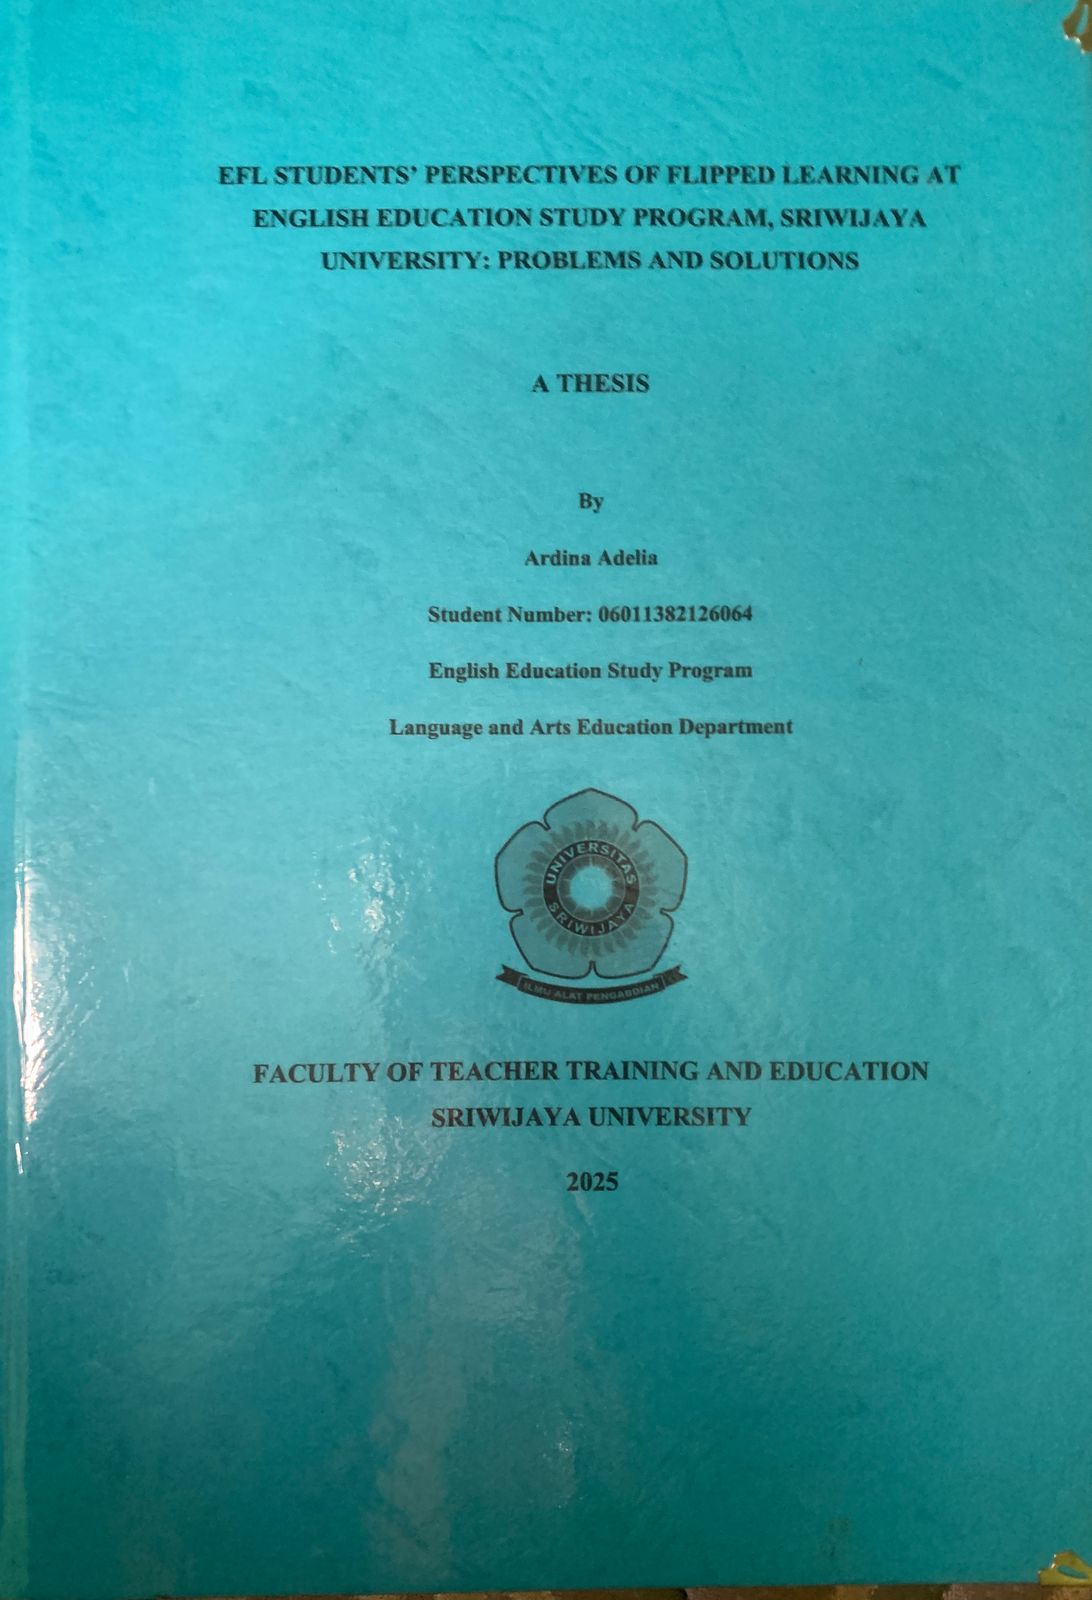 EFL STUDENTS' PERSPECTIVES OF FLIPPED LEARNING AT
ENGLISH EDUCATION STUDY PROGRAM, SRIWIJAYA
UNIVERSITY: PROBLEMS AND SOLUTIONS
A THESIS
By
Ardina Adelia
Student Number: 06011382126064
English Education Study Program
Language and Arts Education Department
UNIVERSITAS
SRIWIJAYA
ILMU ALAT PENGABDIAN
FACULTY OF TEACHER TRAINING AND EDUCATION
SRIWIJAYA UNIVERSITY
2025